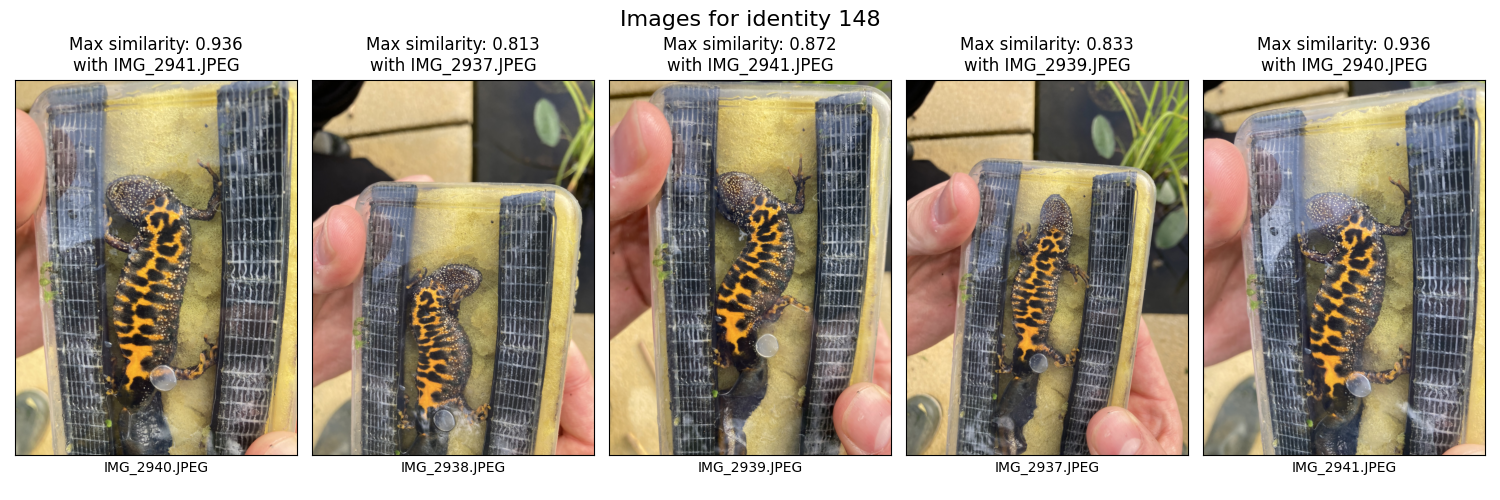 Images for identity 148
Max similarity: 0.936
with IMG_2941.JPEG
Max similarity: 0.813
with IMG_2937.JPEG
Max similarity: 0.872
with IMG_2941.JPEG
Max similarity: 0.833
with IMG_2939.JPEG
Max similarity: 0.936
with IMG_2940.JPEG
IMG_2940.JPEG
IMG_2938.JPEG
IMG_2939.JPEG
IMG_2937.JPEG
IMG_2941.JPEG